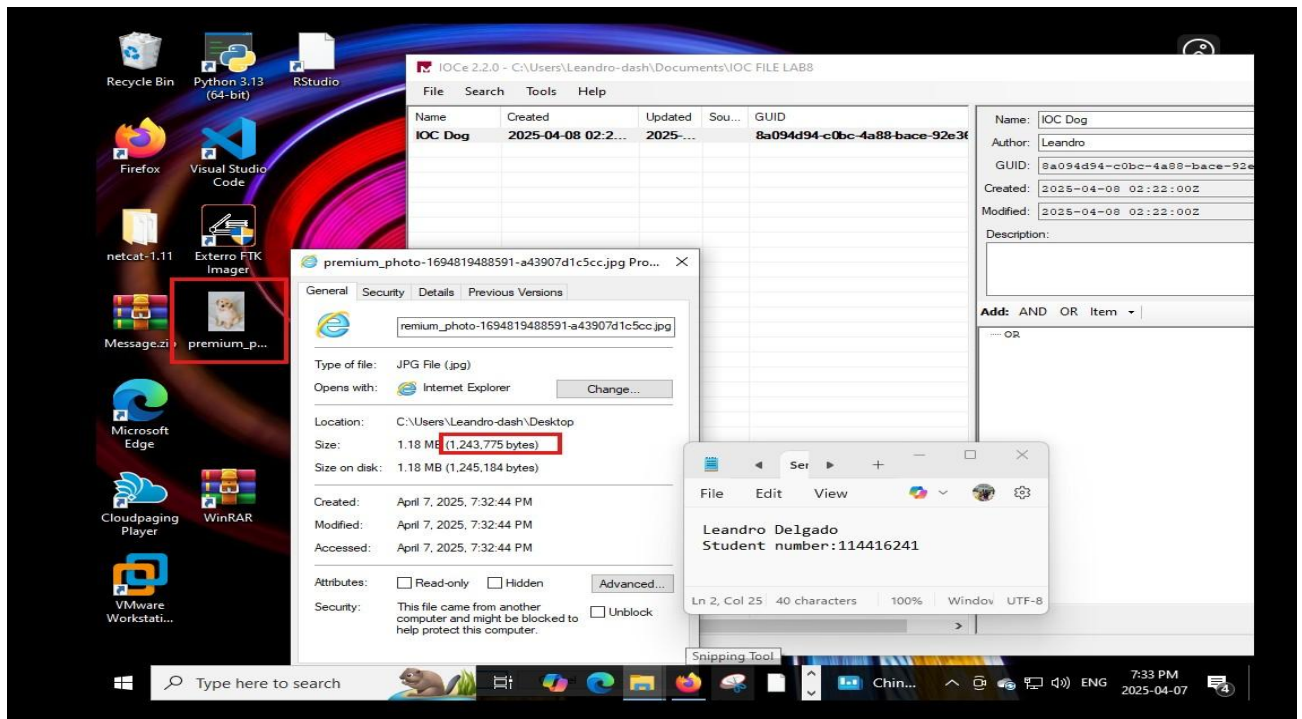 Recycle Bin
Python 3.13
(64-bit)
RStudio
Firefox
Visual Studio
Code
netcat-1.11
Exterro FTK
Imager
Message.zip
premium_p...
Microsoft
Edge
Cloudpaging
Player
WinRAR
VMware
Workstati...
IOCe 2.2.0 - C:\Users\Leandro-dash\Documents\IOC FILE LAB8
File Search Tools Help
Name Created Updated Sou... GUID
IOC Dog 2025-04-08 02:2... 2025-... 8a094d94-c0bc-4a88-bace-92e36
Name: IOC Dog
Author: Leandro
GUID: 8a094d94-c0bc-4a88-bace-92e
Created: 2025-04-08 02:22:00Z
Modified: 2025-04-08 02:22:00Z
Description:
Add: AND OR Item
OR
premium_photo-1694819488591-a43907d1c5cc.jpg Pro...
General Security Details Previous Versions
remium_photo-1694819488591-a43907d1c5cc.jpg
Type of file: JPG File (.jpg)
Opens with: Internet Explorer Change...
Location: C:\Users\Leandro-dash\Desktop
Size: 1.18 MB (1,243,775 bytes)
Size on disk: 1.18 MB (1,245,184 bytes)
Created: April 7, 2025, 7:32:44 PM
Modified: April 7, 2025, 7:32:44 PM
Accessed: April 7, 2025, 7:32:44 PM
Attributes: Read-only Hidden Advanced...
Security: This file came from another
computer and might be blocked to
help protect this computer.
Unblock
Ser
File Edit View
Leandro Delgado
Student number:114416241
Ln 2, Col 25 40 characters 100% Window UTF-8
Snipping Tool
Type here to search
Chin...
ENG
7:33 PM
2025-04-07
4